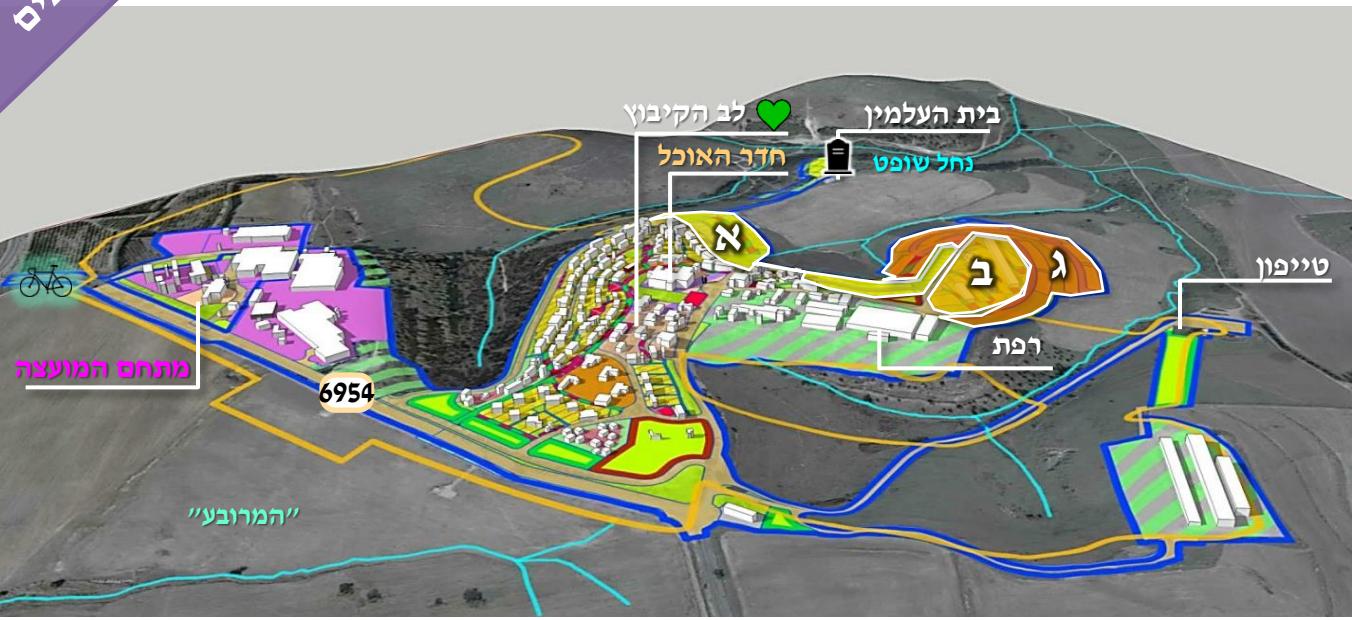 לב הקיבוץ
בית העלמין
חדר האוכל
נחל שופט
א
ב
ג
טייפון
רפת
מתחם המועצה
6954
"המרובע"